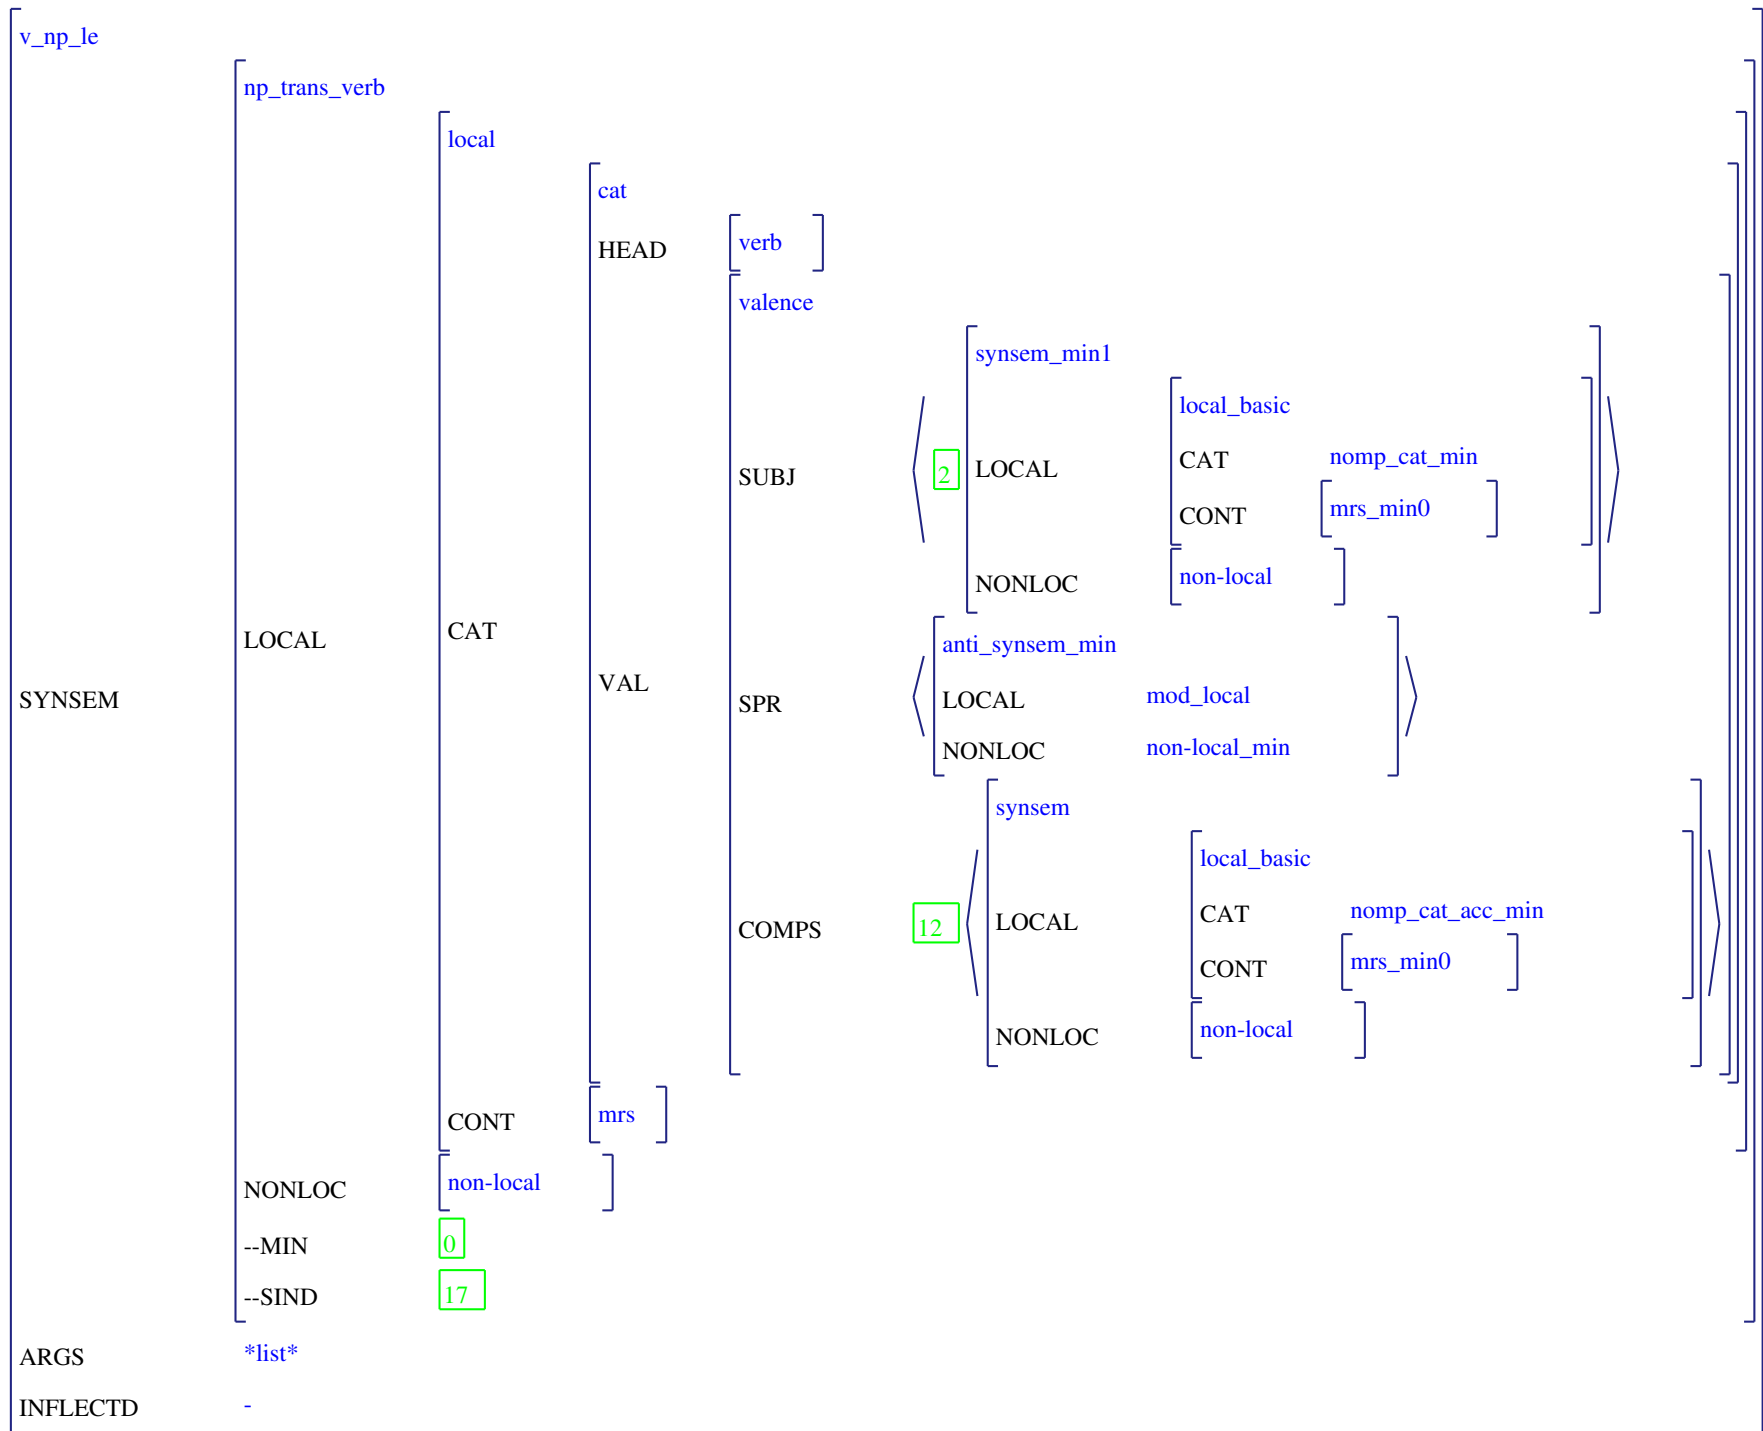 v_np_le
np_trans_verb
local
cat
HEAD verb
valence
synsem_min1
local_basic
CAT nomp_cat_min
SUBJ 2 LOCAL
CONT mrs_min0
NONLOC non-local
anti_synsem_min
SYNSEM LOCAL CAT VAL SPR LOCAL mod_local
NONLOC non-local_min
synsem
local_basic
CAT nomp_cat_acc_min
COMPS 12 LOCAL
CONT mrs_min0
NONLOC non-local
CONT mrs
NONLOC non-local
--MIN 0
--SIND 17
ARGS *list*
INFLECTD -